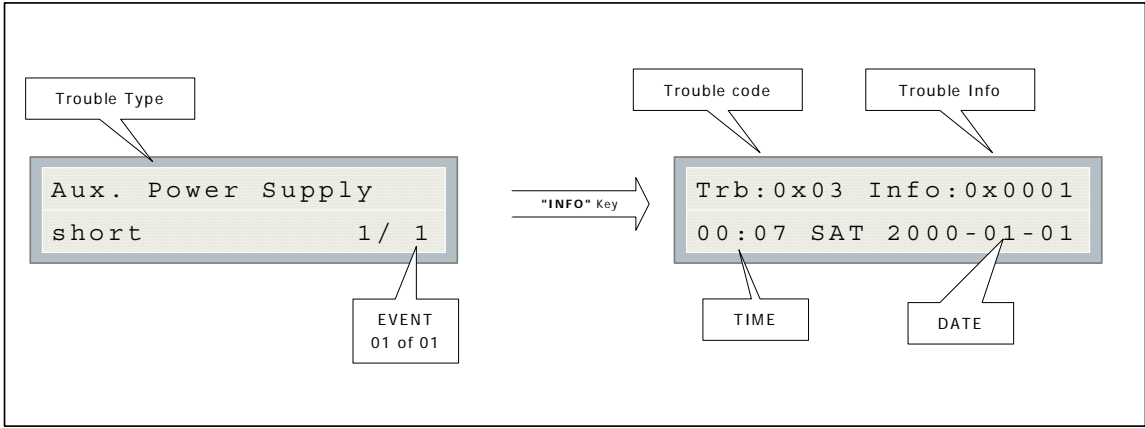 Trouble Type
Trouble code
Trouble Info
Aux. Power Supply
short 1/ 1
"INFO" Key
Trb:0x03 Info:0x0001
00:07 SAT 2000-01-01
EVENT
01 of 01
TIME
DATE